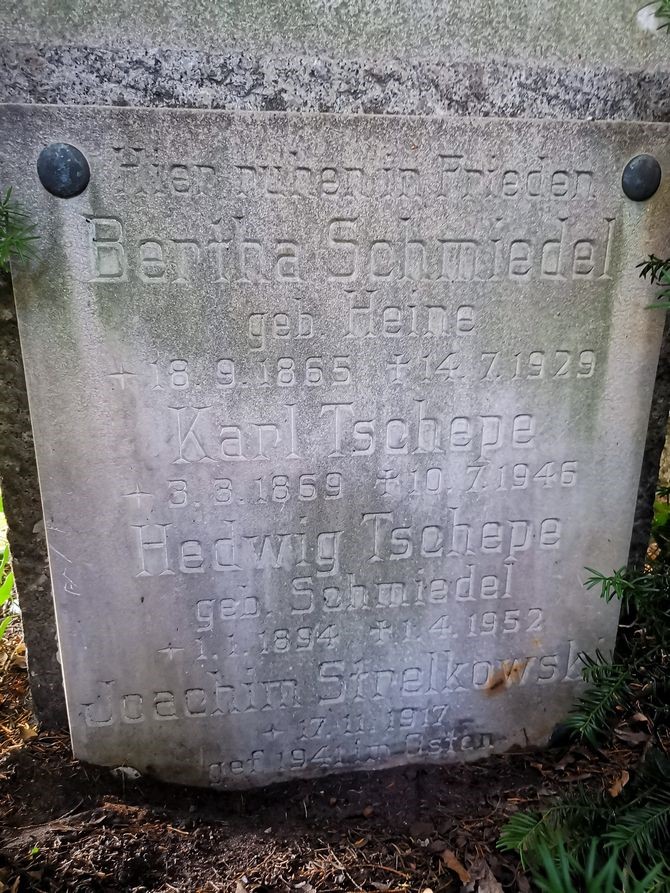 Hier ruhen in Frieden
Bertha Schmiedel
geb Heine
+ 18. 9. 1865 ✝ 14. 7. 1929
Karl Tschepe
+ 3. 3. 1869 ✝ 10. 7. 1946
Hedwig Tschepe
geb. Schmiedel
+ 1. 1. 1894 ✝ 1. 4. 1952
Joachim Strelkowski
+ 17. 11. 1917
gef 1941 im Osten